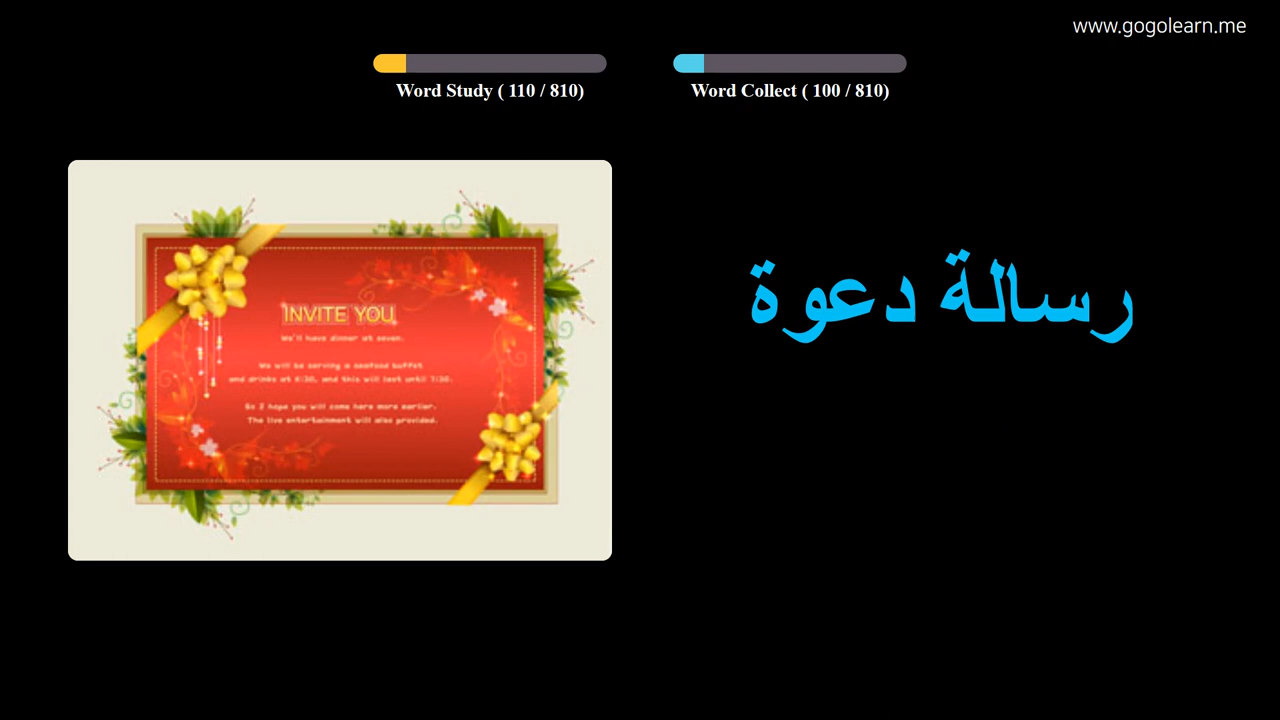 www.gogolearn.me
Word Study ( 110 / 810)
Word Collect ( 100 / 810)
INVITE YOU
We'll have dinner at seven.
We will be serving a seafood buffet
and drinks at 6:30, and this will last until 7:30.
So I hope you will come here more earlier.
The live entertainment will also provided.
رسالة دعوة